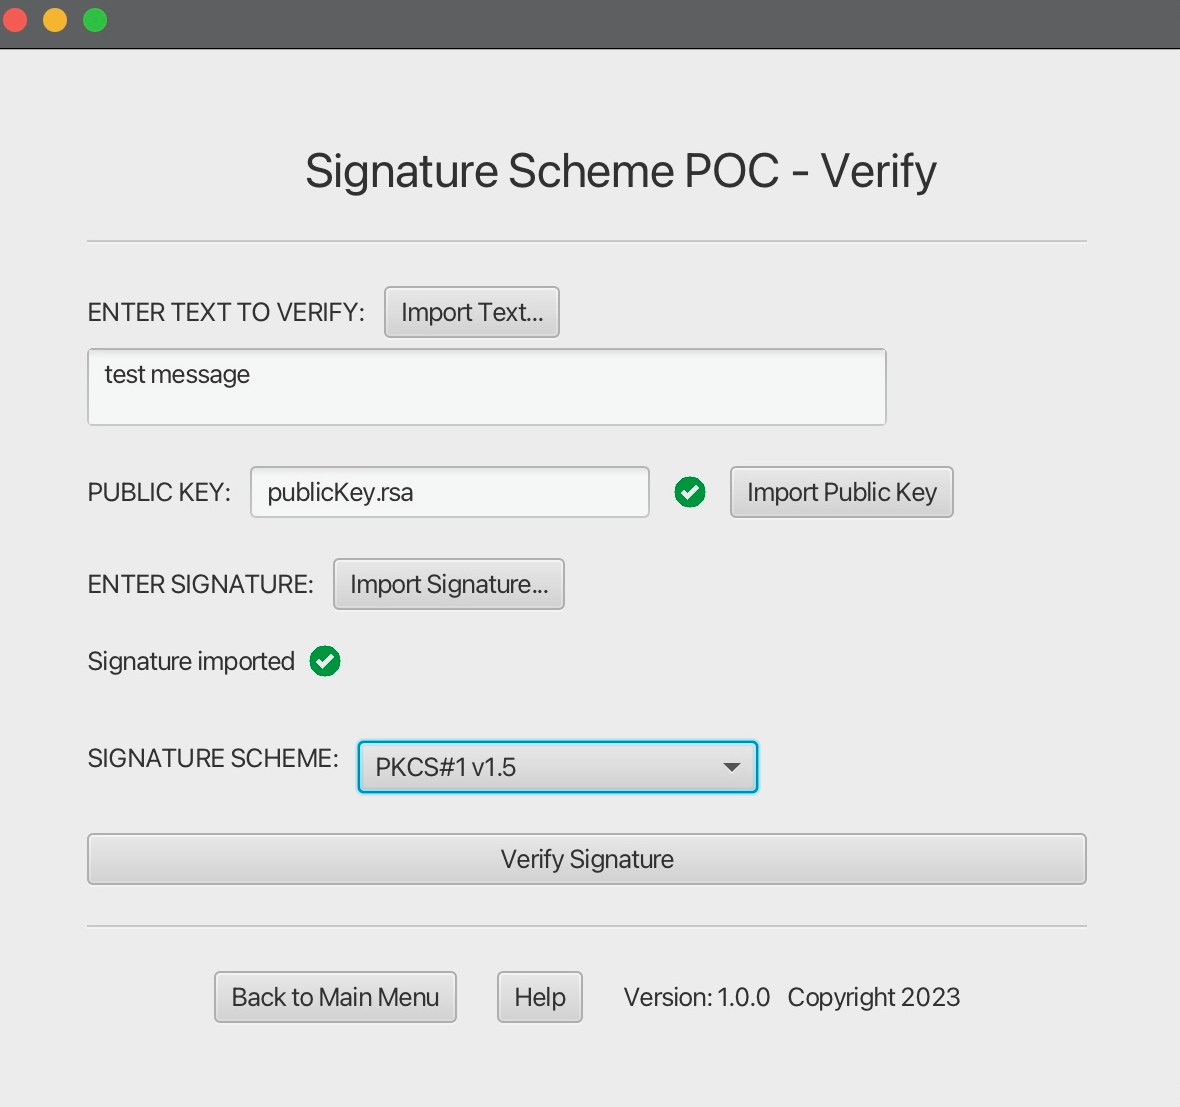 Signature Scheme POC - Verify
ENTER TEXT TO VERIFY: Import Text...
test message
PUBLIC KEY: publicKey.rsa Import Public Key
ENTER SIGNATURE: Import Signature...
Signature imported
SIGNATURE SCHEME: PKCS#1 v1.5
Verify Signature
Back to Main Menu Help Version: 1.0.0 Copyright 2023